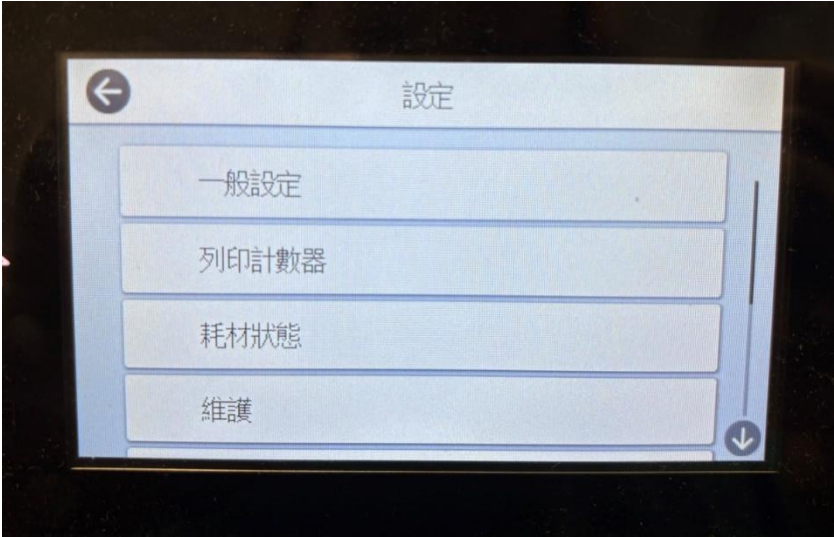 設定
一般設定
列印計數器
耗材狀態
維護